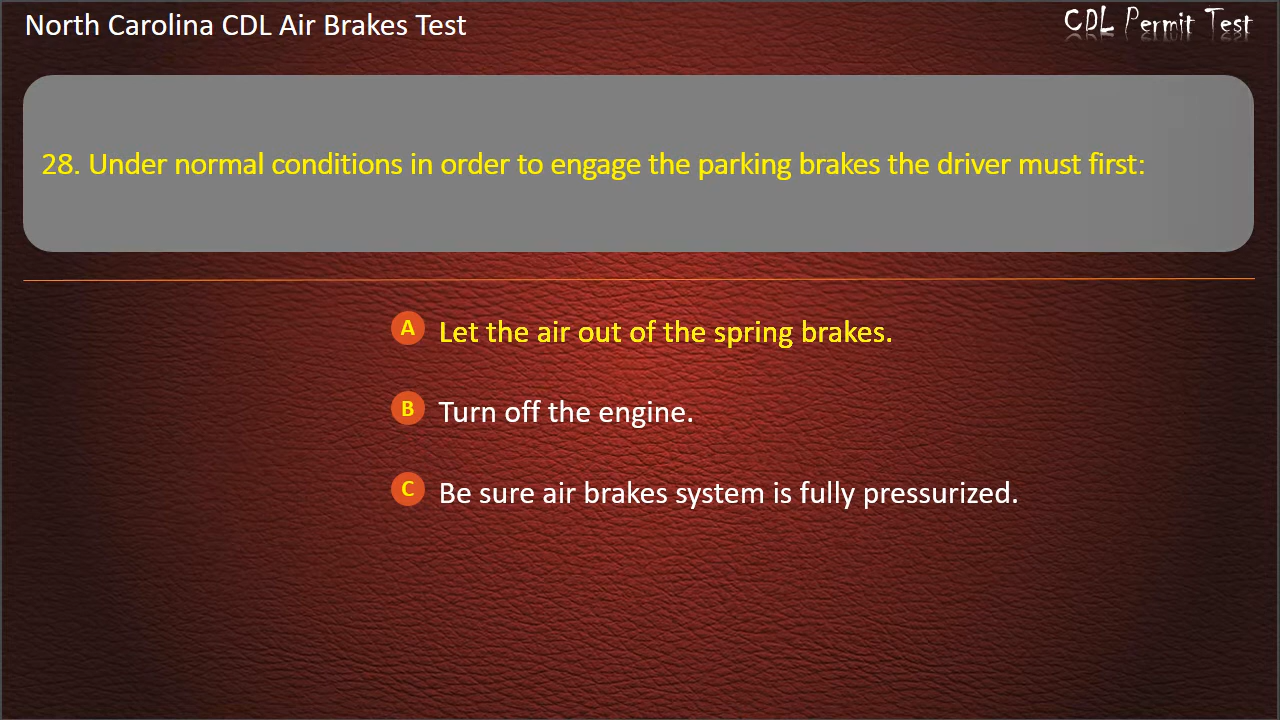 North Carolina CDL Air Brakes Test
CDL Permit Test
28. Under normal conditions in order to engage the parking brakes the driver must first:
A Let the air out of the spring brakes.
B Turn off the engine.
C Be sure air brakes system is fully pressurized.